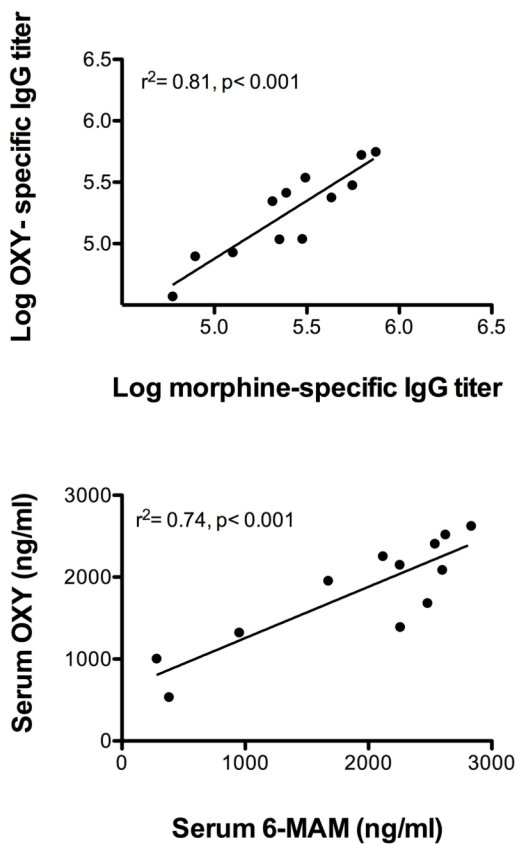 Log OXY- specific IgG titer
6.5
r²= 0.81, p< 0.001
6.0
5.5
5.0
5.0 5.5 6.0 6.5
Log morphine-specific IgG titer
Serum OXY (ng/ml)
3000
r²= 0.74, p< 0.001
2000
1000
0
0 1000 2000 3000
Serum 6-MAM (ng/ml)